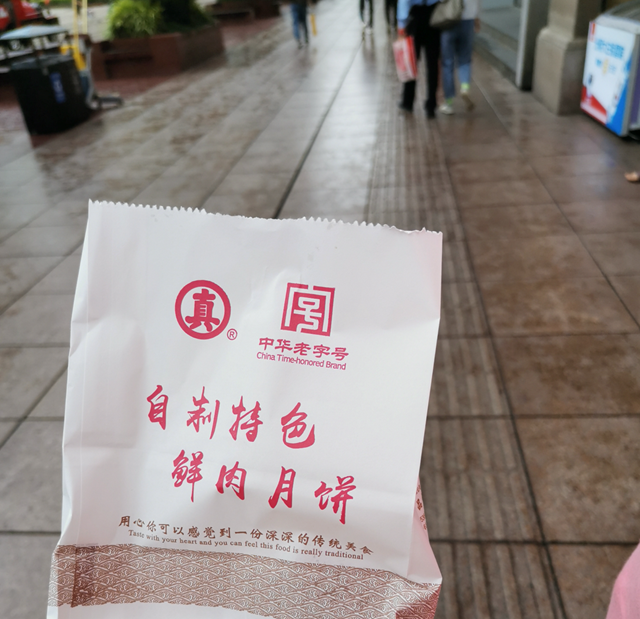 真®
中华老字号
China Time-honored Brand
自制特色
鲜肉月饼
用心你可以感觉到一份深深的传统美食
Taste with your heart and you can feel this food is really traditional